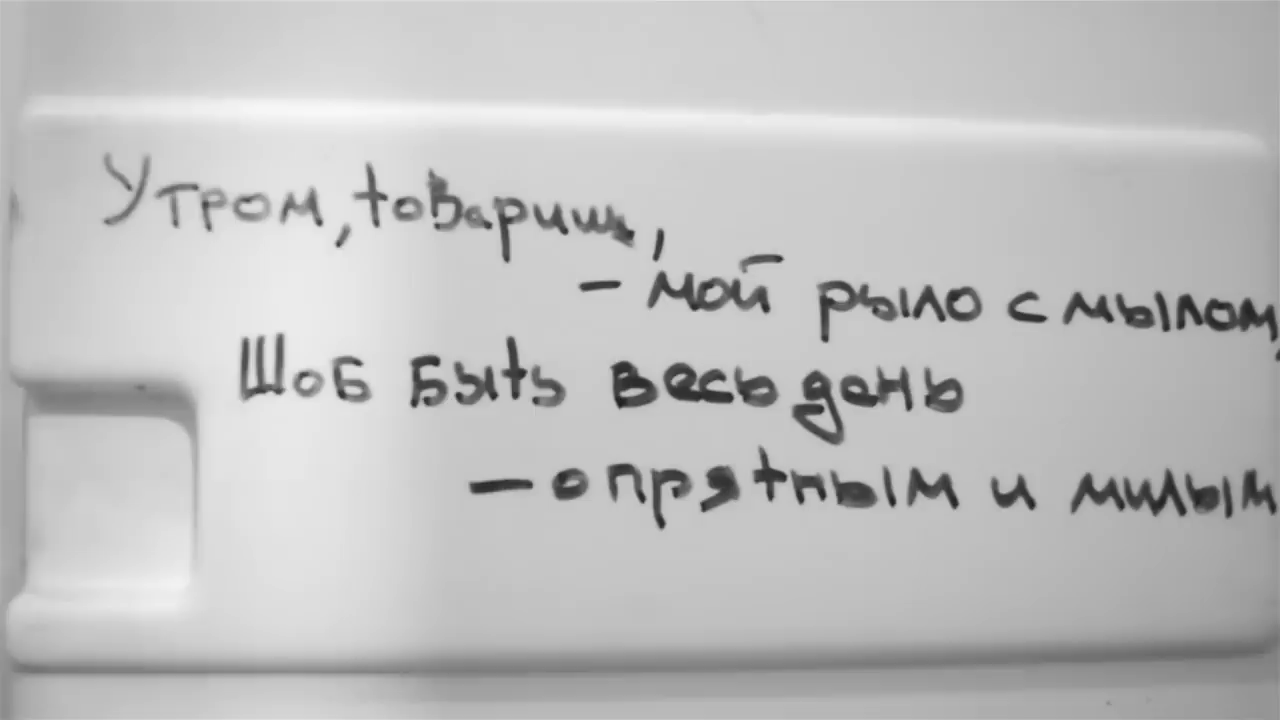 Утром, товарищ,
- мой рыло с мылом,
Шоб быть весь день
- опрятным и милым